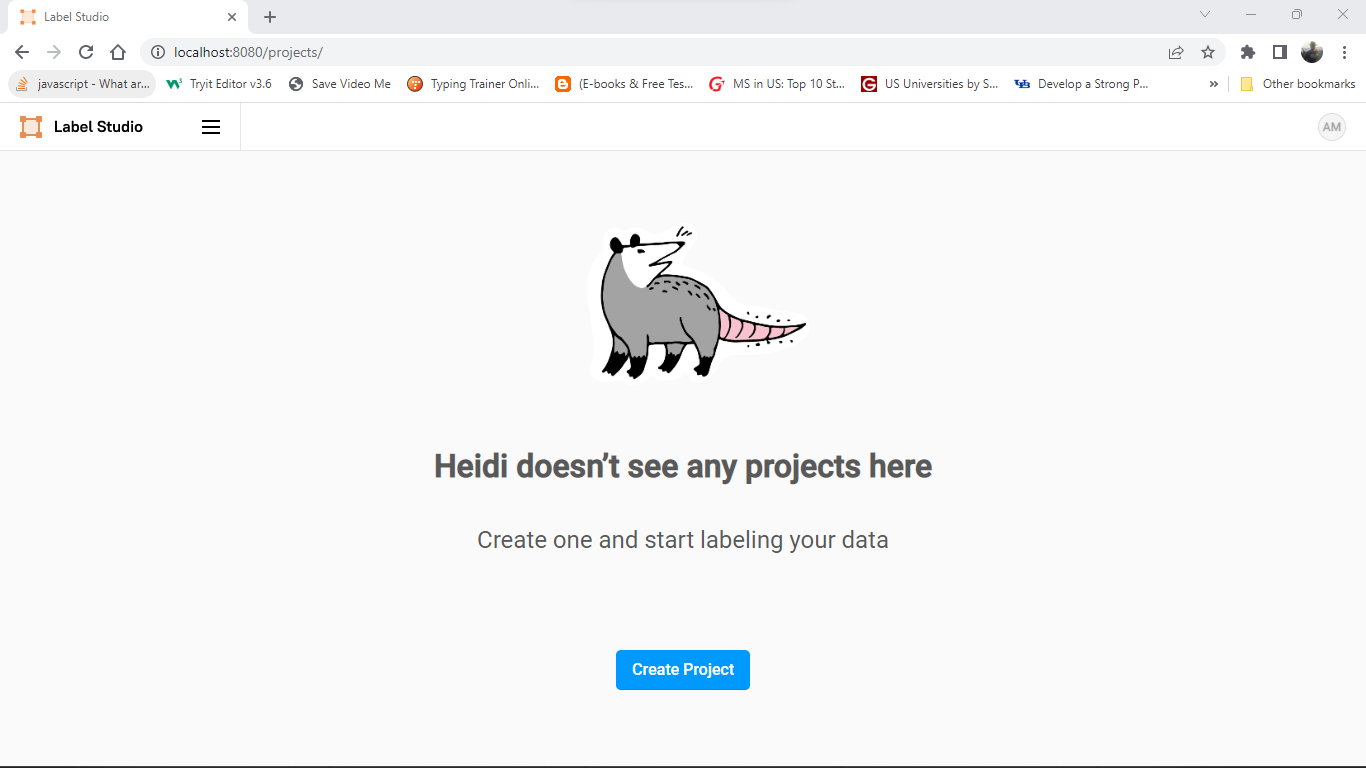 Label Studio
localhost:8080/projects/
javascript - What ar...
Tryit Editor v3.6
Save Video Me
Typing Trainer Onli...
(E-books & Free Tes...
MS in US: Top 10 St...
US Universities by S...
Develop a Strong P...
»
Other bookmarks
Label Studio
AM
Heidi doesn’t see any projects here
Create one and start labeling your data
Create Project